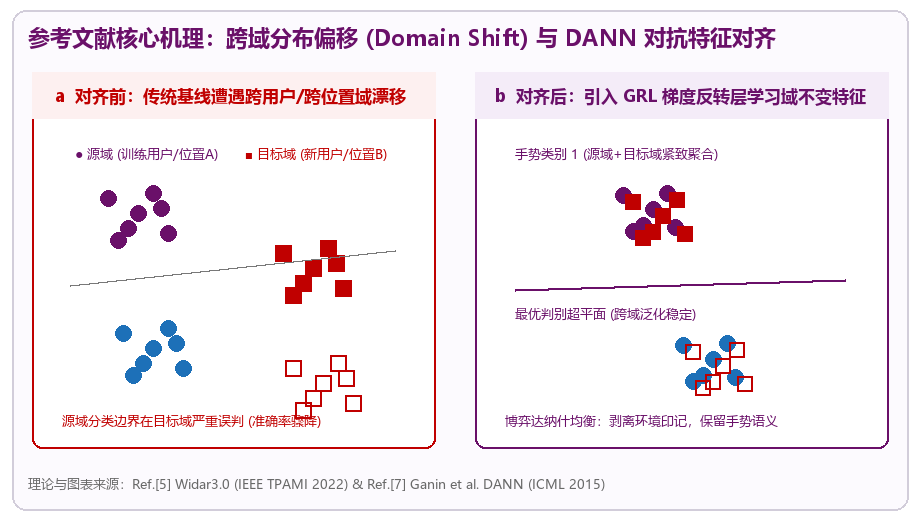 参考文献核心机理：跨域分布偏移 (Domain Shift) 与 DANN 对抗特征对齐
a 对齐前：传统基线遭遇跨用户/跨位置域漂移
● 源域 (训练用户/位置A)
■ 目标域 (新用户/位置B)
源域分类边界在目标域严重误判 (准确率骤降)
b 对齐后：引入 GRL 梯度反转层学习域不变特征
手势类别 1 (源域+目标域紧致聚合)
最优判别超平面 (跨域泛化稳定)
博弈达纳什均衡：剥离环境印记，保留手势语义
理论与图表来源：Ref.[5] Widar3.0 (IEEE TPAMI 2022) & Ref.[7] Ganin et al. DANN (ICML 2015)